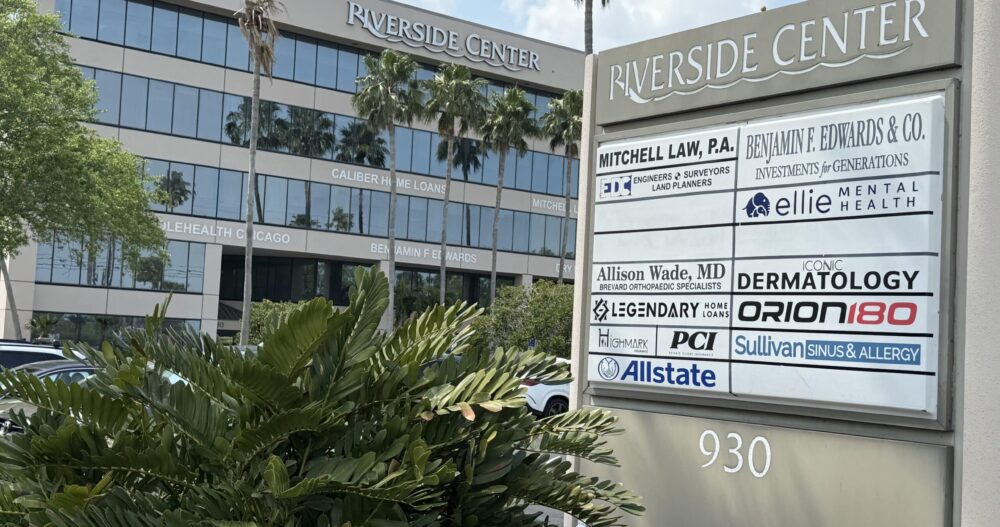 RIVERSIDE CENTER
CALIBER HOME LOANS
BENJAMIN F EDWARDS
RIVERSIDE CENTER
MITCHELL LAW, P.A.
EDC ENGINEERS SURVEYORS
LAND PLANNERS
BENJAMIN F. EDWARDS & CO.
INVESTMENTS for GENERATIONS
ellie MENTAL
HEALTH
Allison Wade, MD
BREVARD ORTHOPAEDIC SPECIALISTS
ICONIC
DERMATOLOGY
LEGENDARY HOME
LOANS
ORION180
HIGHMARK
PCI
Sullivan SINUS & ALLERGY
Allstate
930